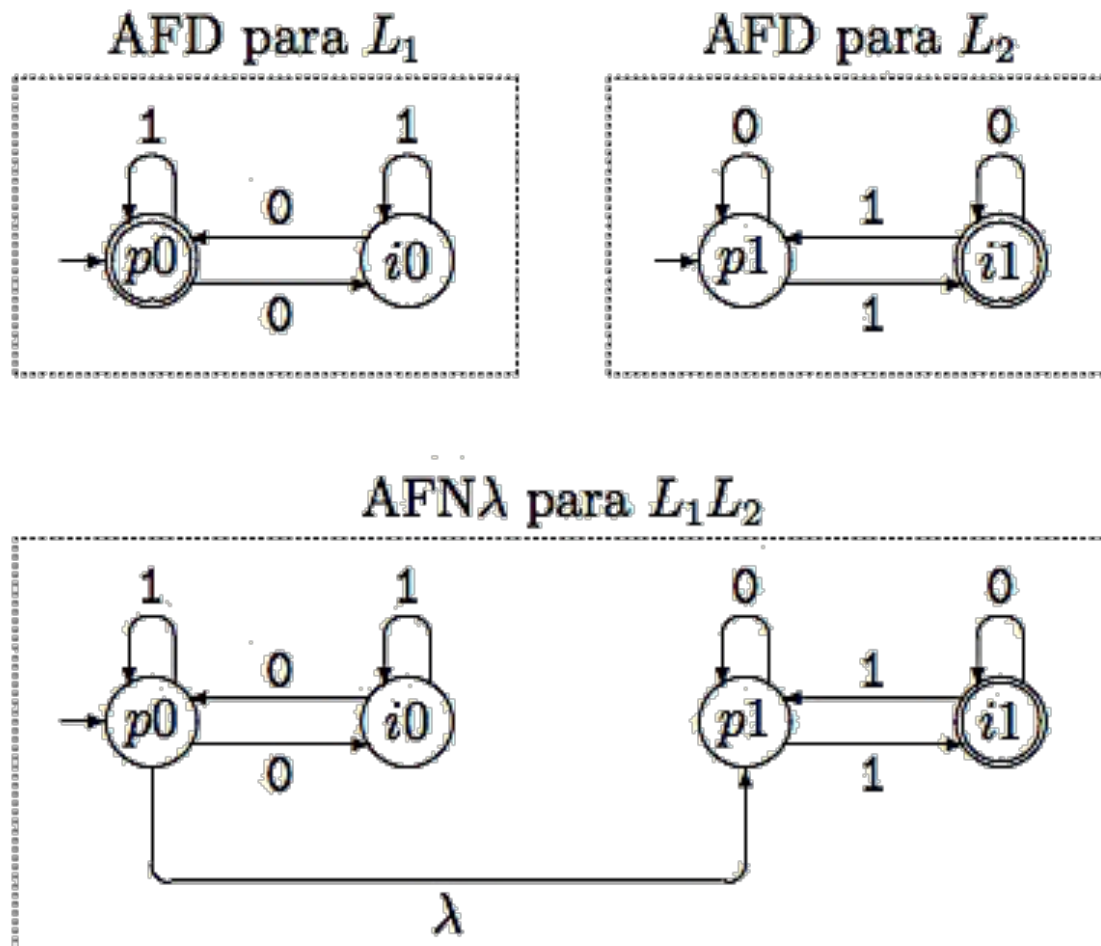 AFD para L₁ AFD para L₂
1 1 0 0
0 1
p0 i0 p1 i1
0 1
AFNλ para L₁L₂
1 1 0 0
0 1
p0 i0 p1 i1
0 1
λ